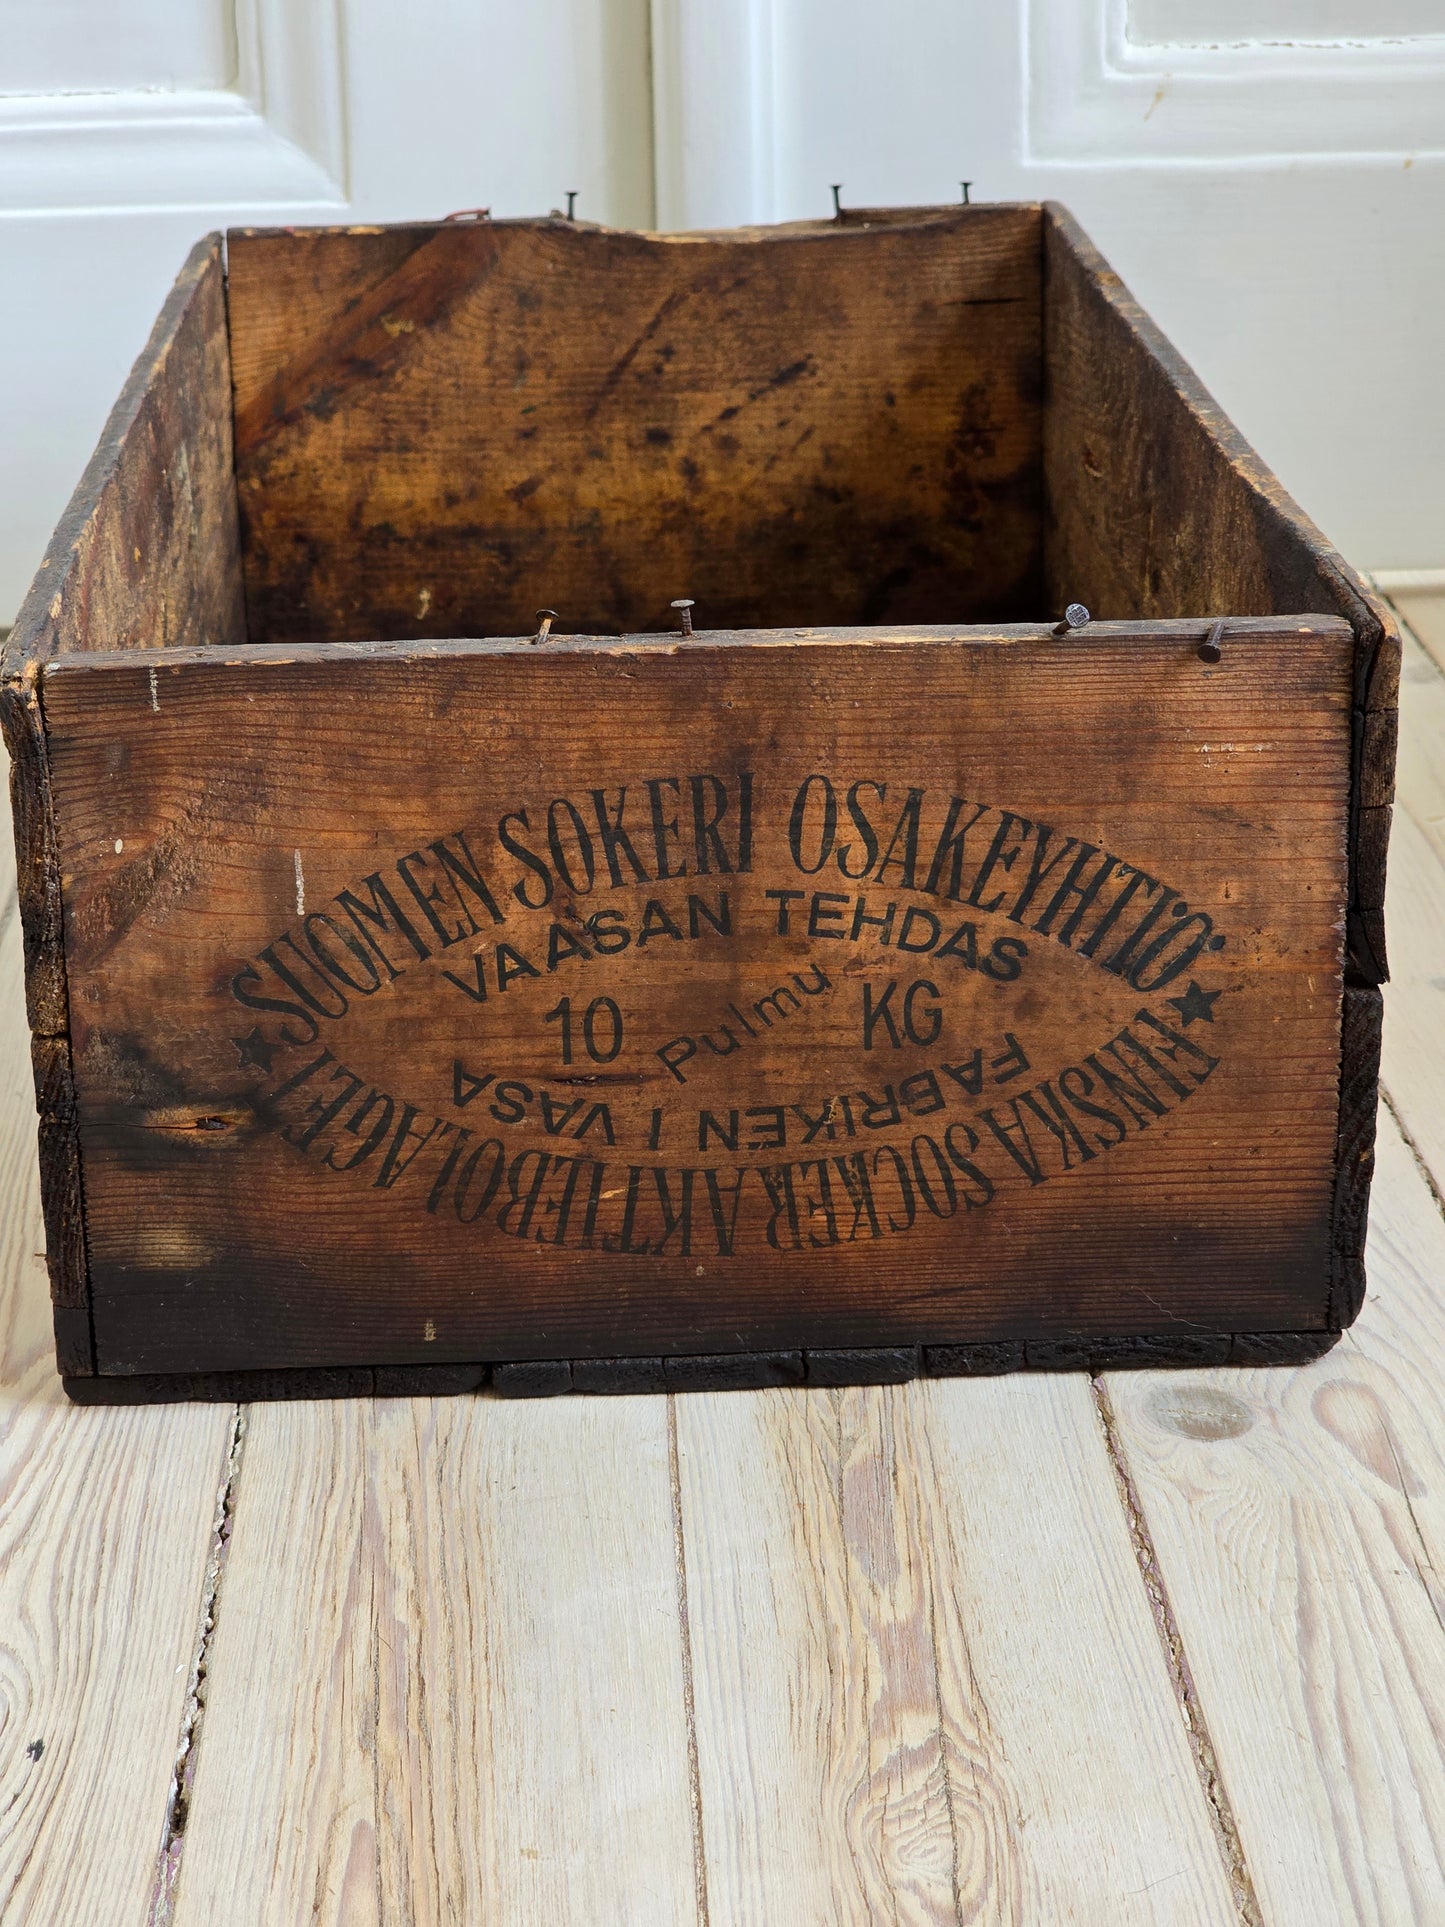 SUOMEN SOKERI OSAKEYHTIÖ
VAASAN TEHDAS
10 Pulmu KG
FABRIKEN I VASA
FINSKA SOCKER AKTIEBOLAGET